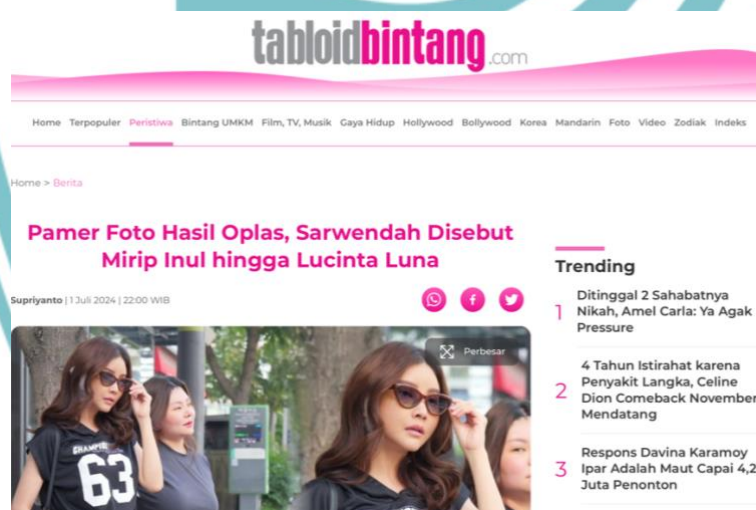 tabloidbintang.com
Home Terpopuler Peristiwa Bintang UMKM Film, TV, Musik Gaya Hidup Hollywood Bollywood Korea Mandarin Foto Video Zodiak Indeks
Home > Berita
Pamer Foto Hasil Oplas, Sarwendah Disebut
Mirip Inul hingga Lucinta Luna
Supriyanto | 1 Juli 2024 | 22:00 WIB
Perbesar
CHAMPION
63
Trending
1
Ditinggal 2 Sahabatnya
Nikah, Amel Carla: Ya Agak
Pressure
2
4 Tahun Istirahat karena
Penyakit Langka, Celine
Dion Comeback November
Mendatang
3
Respons Davina Karamoy
Ipar Adalah Maut Capai 4,2
Juta Penonton